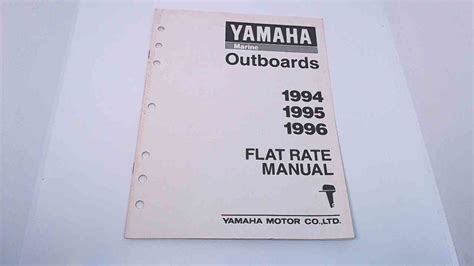 YAMAHA
Marine
Outboards
1994
1995
1996
FLAT RATE
MANUAL
YAMAHA MOTOR CO.,LTD.